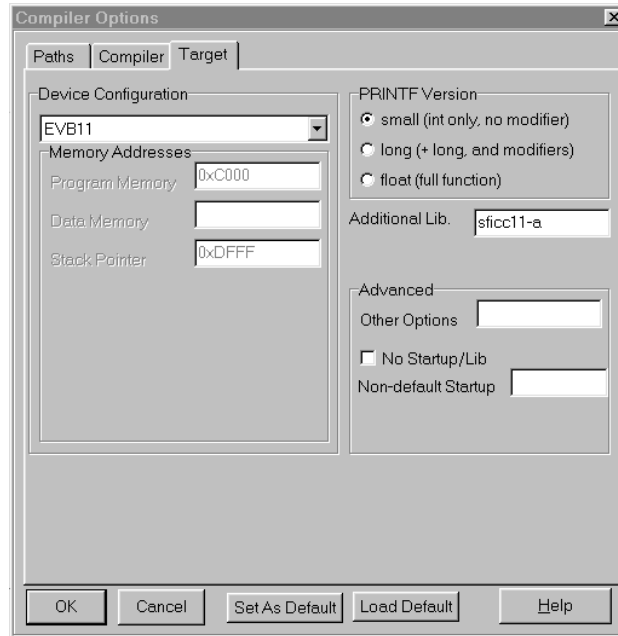 Compiler Options
Paths
Compiler
Target
Device Configuration
EVB11
Memory Addresses
Program Memory
0xC000
Data Memory
Stack Pointer
0xDFFF
PRINTF Version
small (int only, no modifier)
long (+ long, and modifiers)
float (full function)
Additional Lib.
sficc11-a
Advanced
Other Options
No Startup/Lib
Non-default Startup
OK
Cancel
Set As Default
Load Default
Help